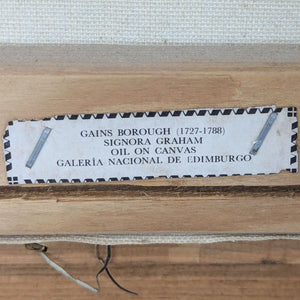 GAINS BOROUGH (1727-1788)
SIGNORA GRAHAM
OIL ON CANVAS
GALERÍA NACIONAL DE EDIMBURGO